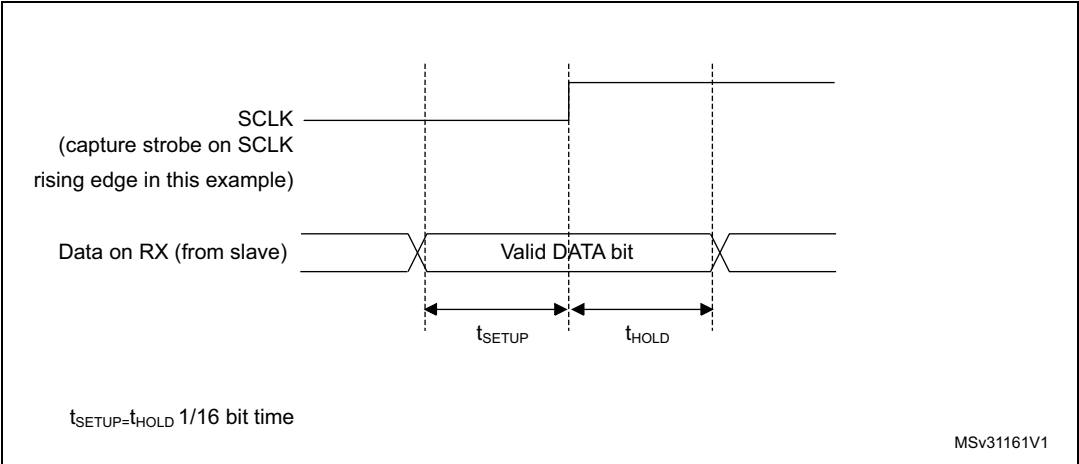 SCLK
(capture strobe on SCLK
rising edge in this example)
Data on RX (from slave)
Valid DATA bit
tSETUP
tHOLD
tSETUP=tHOLD 1/16 bit time
MSv31161V1